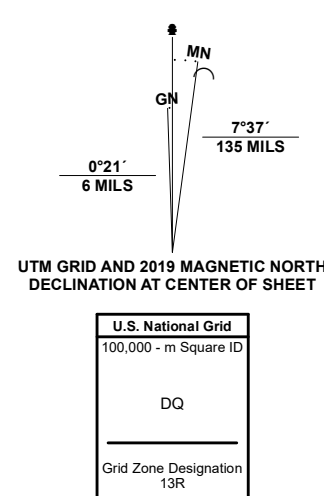 MN
GN
7°37´
135 MILS
0°21´
6 MILS
UTM GRID AND 2019 MAGNETIC NORTH
DECLINATION AT CENTER OF SHEET
U.S. National Grid
100,000 - m Square ID
DQ
Grid Zone Designation
13R